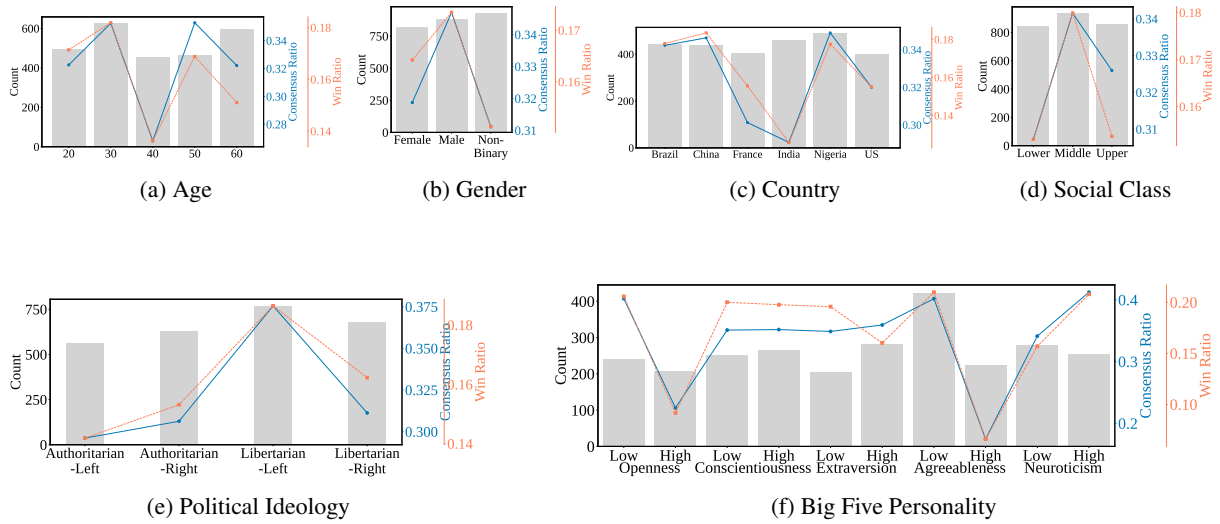 600
400
200
0
Count
20 30 40 50 60
0.34
0.32
0.30
0.28
Consensus Ratio
0.18
0.16
0.14
Win Ratio
(a) Age
750
500
250
0
Count
Female Male Non-
Binary
0.34
0.33
0.32
0.31
Consensus Ratio
0.17
0.16
Win Ratio
(b) Gender
400
200
0
Count
Brazil China France India Nigeria US
0.34
0.32
0.30
Consensus Ratio
0.18
0.16
0.14
Win Ratio
(c) Country
800
600
400
200
0
Count
Lower Middle Upper
0.34
0.33
0.32
0.31
Consensus Ratio
0.18
0.16
Win Ratio
(d) Social Class
750
500
250
0
Count
Authoritarian Authoritarian Libertarian Libertarian
-Left -Right -Left -Right
0.375
0.350
0.325
0.300
Consensus Ratio
0.18
0.16
0.14
Win Ratio
(e) Political Ideology
400
300
200
100
0
Count
Low High Low High Low High Low High Low High
Openness Conscientiousness Extraversion Agreeableness Neuroticism
0.4
0.3
0.2
Consensus Ratio
0.20
0.15
0.10
Win Ratio
(f) Big Five Personality